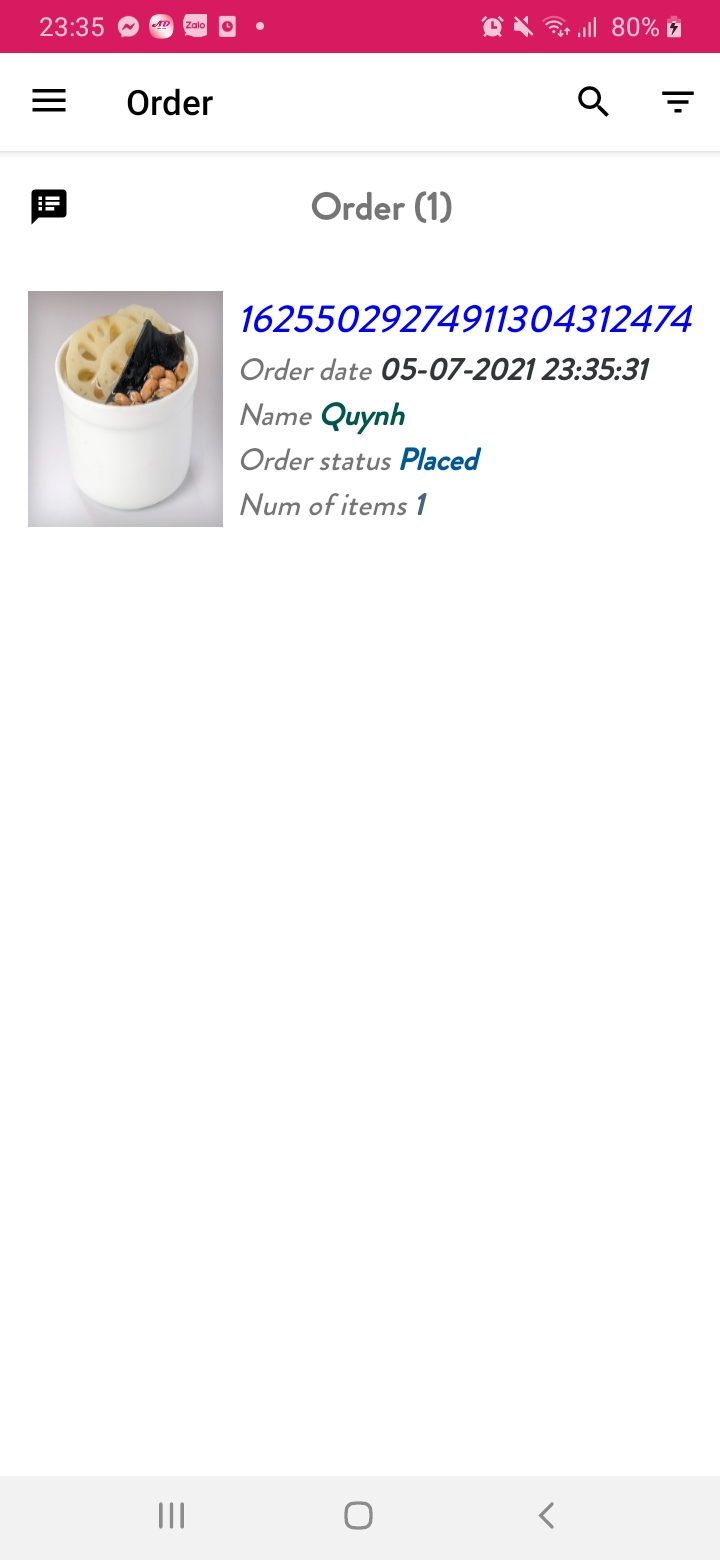 23:35 Zalo 80%
Order
Order (1)
16255029274911304312474
Order date 05-07-2021 23:35:31
Name Quynh
Order status Placed
Num of items 1